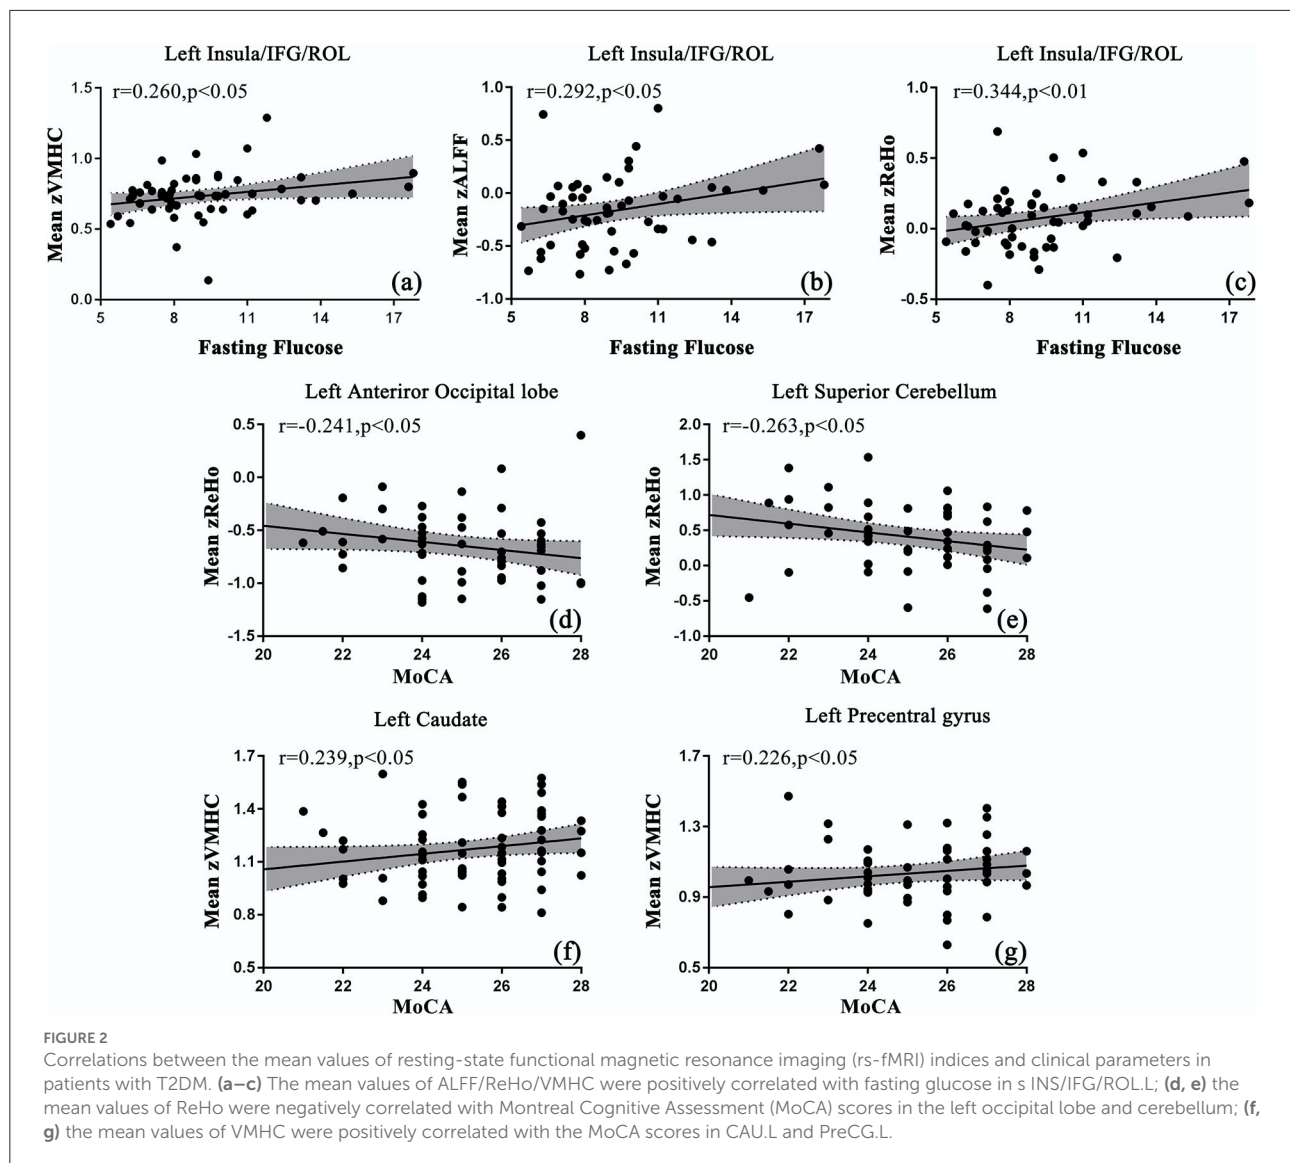 Left Insula/IFG/ROL
r=0.260,p<0.05
Mean zVMHC
1.5
1.0
0.5
0.0
5 8 11 14 17
(a)
Fasting Flucose
Left Insula/IFG/ROL
r=0.292,p<0.05
Mean zALFF
1.0
0.5
0.0
-0.5
-1.0
5 8 11 14 17
(b)
Fasting Flucose
Left Insula/IFG/ROL
r=0.344,p<0.01
Mean zReHo
1.0
0.5
-0.0
-0.5
5 8 11 14 17
(c)
Fasting Flucose
Left Anteriror Occipital lobe
r=-0.241,p<0.05
Mean zReHo
0.5
0.0
-0.5
-1.0
-1.5
20 22 24 26 28
(d)
MoCA
Left Superior Cerebellum
r=-0.263,p<0.05
Mean zReHo
2.0
1.5
1.0
0.5
0.0
-0.5
-1.0
20 22 24 26 28
(e)
MoCA
Left Caudate
r=0.239,p<0.05
Mean zVMHC
1.7
1.4
1.1
0.8
0.5
20 22 24 26 28
(f)
MoCA
Left Precentral gyrus
r=0.226,p<0.05
Mean zVMHC
1.7
1.3
0.9
0.5
20 22 24 26 28
(g)
MoCA
FIGURE 2
Correlations between the mean values of resting-state functional magnetic resonance imaging (rs-fMRI) indices and clinical parameters in
patients with T2DM. (a–c) The mean values of ALFF/ReHo/VMHC were positively correlated with fasting glucose in s INS/IFG/ROL.L; (d, e) the
mean values of ReHo were negatively correlated with Montreal Cognitive Assessment (MoCA) scores in the left occipital lobe and cerebellum; (f,
g) the mean values of VMHC were positively correlated with the MoCA scores in CAU.L and PreCG.L.